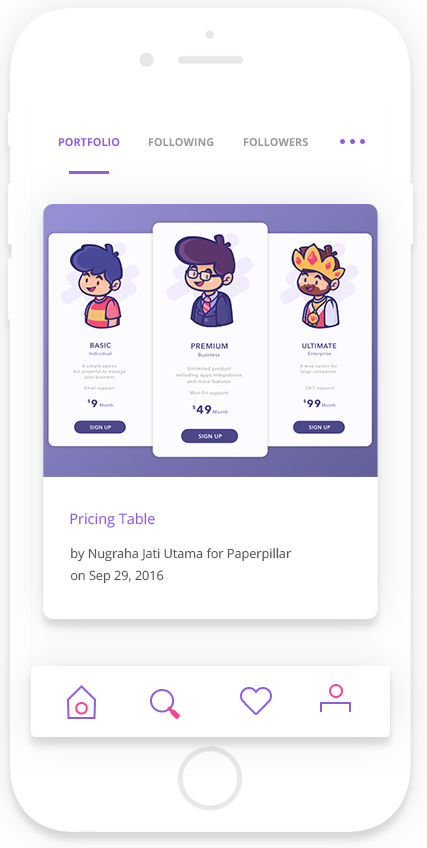 PORTFOLIO FOLLOWING FOLLOWERS
BASIC
Individual
A simple option
but powerful to manage
your business
Email support
$9 Month
SIGN UP
PREMIUM
Business
Unlimited product
including apps integrations
and more features
Mon-Fri support
$49 Month
SIGN UP
ULTIMATE
Enterprise
A wise option for
large companies
24/7 support
$99 Month
SIGN UP
Pricing Table
by Nugraha Jati Utama for Paperpillar
on Sep 29, 2016